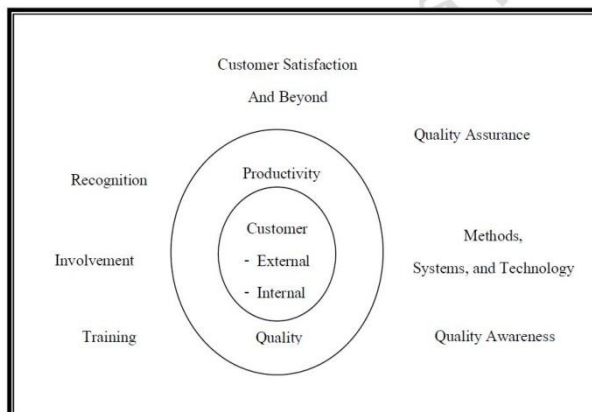 Customer Satisfaction
And Beyond
Quality Assurance
Recognition
Productivity
Customer
- External
- Internal
Involvement
Methods,
Systems, and Technology
Training
Quality
Quality Awareness